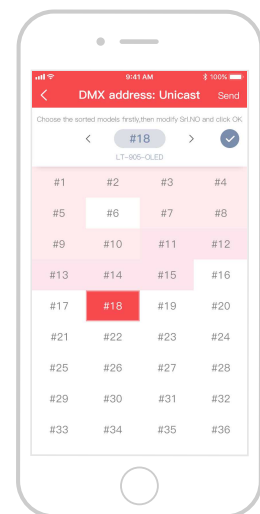 9:41 AM 100%
DMX address: Unicast Send
Choose the sorted models firstly,then modify Srl.NO and click OK
< #18 >
LT-905-OLED
#1 #2 #3 #4
#5 #6 #7 #8
#9 #10 #11 #12
#13 #14 #15 #16
#17 #18 #19 #20
#21 #22 #23 #24
#25 #26 #27 #28
#29 #30 #31 #32
#33 #34 #35 #36